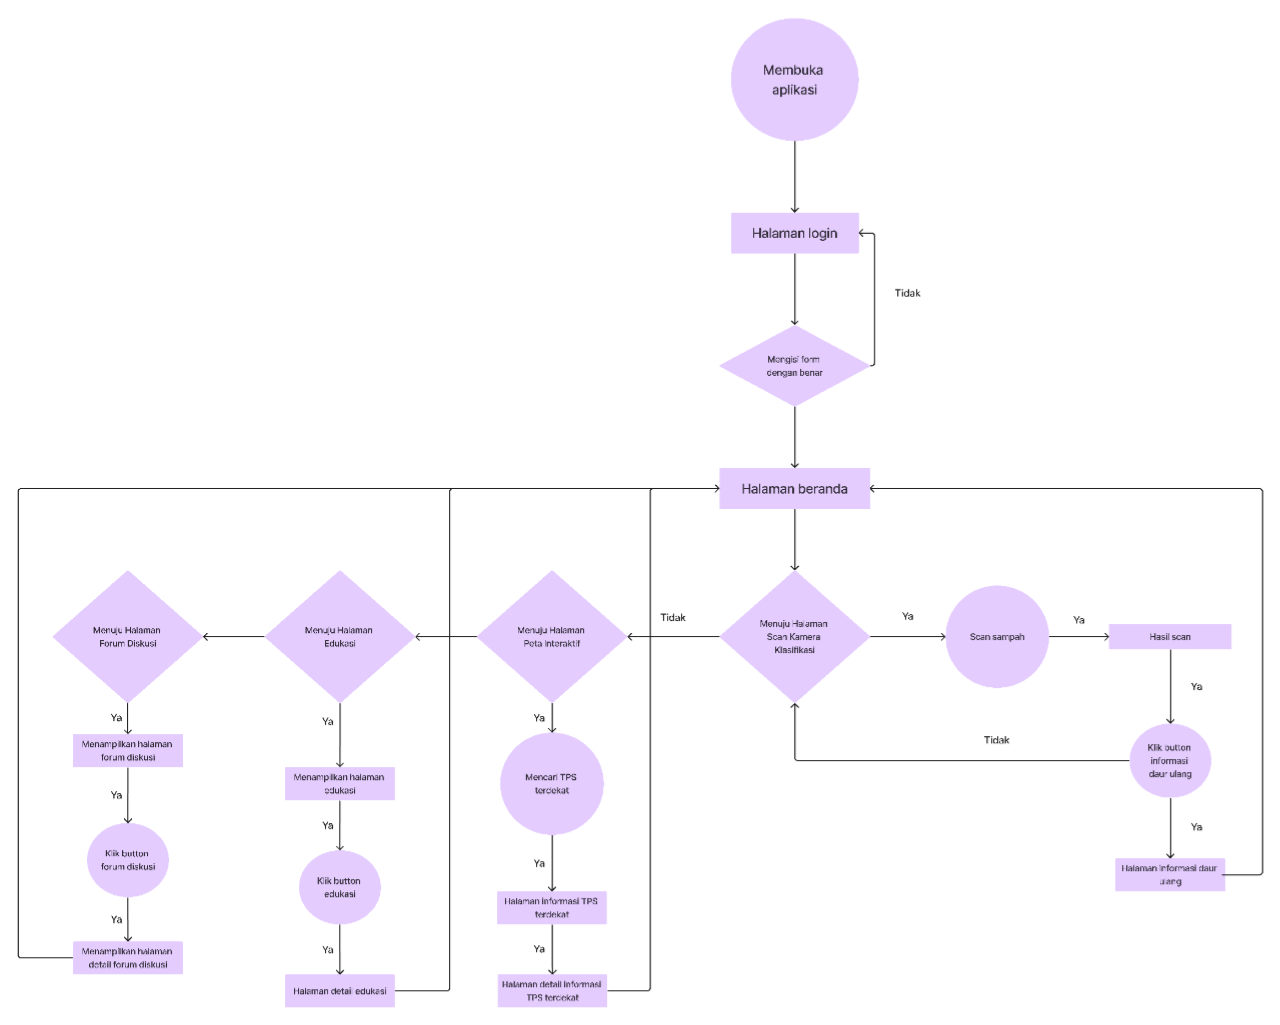 Membuka
aplikasi
Halaman login
Tidak
Mengisi form
dengan benar
Halaman beranda
Menuju Halaman
Forum Diskusi
Menuju Halaman
Edukasi
Menuju Halaman
Peta Interaktif
Tidak
Menuju Halaman
Scan Kamera
Klasifikasi
Ya
Scan sampah
Ya
Hasil scan
Ya
Ya
Ya
Ya
Tidak
Klik button
informasi
daur ulang
Menampilkan halaman
forum diskusi
Menampilkan halaman
edukasi
Mencari TPS
terdekat
Ya
Ya
Ya
Klik button
forum diskusi
Klik button
edukasi
Ya
Halaman informasi daur
ulang
Halaman informasi TPS
terdekat
Ya
Ya
Ya
Menampilkan halaman
detail forum diskusi
Halaman detail edukasi
Halaman detail informasi
TPS terdekat